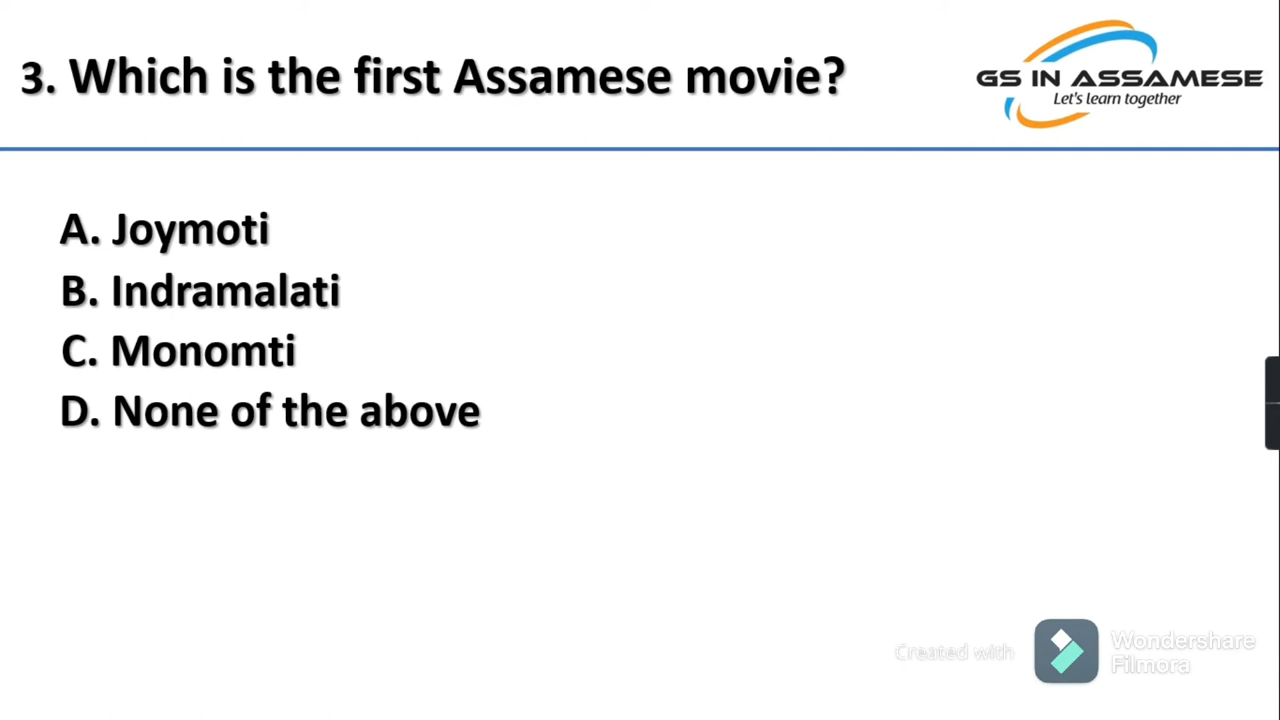 3. Which is the first Assamese movie?
GS IN ASSAMESE
Let's learn together
A. Joymoti
B. Indramalati
C. Monomti
D. None of the above
Created with
Wondershare
Filmora